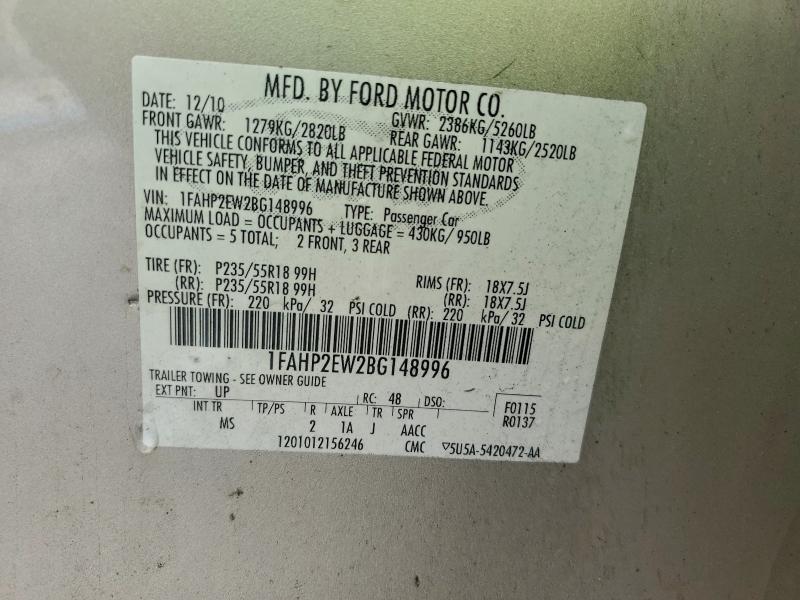 MFD. BY FORD MOTOR CO.
DATE: 12/10 GVWR: 2386KG/5260LB
FRONT GAWR: 1279KG/2820LB REAR GAWR: 1143KG/2520LB
THIS VEHICLE CONFORMS TO ALL APPLICABLE FEDERAL MOTOR
VEHICLE SAFETY, BUMPER, AND THEFT PREVENTION STANDARDS
IN EFFECT ON THE DATE OF MANUFACTURE SHOWN ABOVE.
VIN: 1FAHP2EW2BG148996 TYPE: Passenger Car
MAXIMUM LOAD = OCCUPANTS + LUGGAGE = 430KG/ 950LB
OCCUPANTS = 5 TOTAL; 2 FRONT, 3 REAR
TIRE (FR): P235/55R18 99H RIMS (FR): 18X7.5J
(RR): P235/55R18 99H (RR): 18X7.5J
PRESSURE (FR): 220 kPa/ 32 PSI COLD (RR): 220 kPa/ 32 PSI COLD
1FAHP2EW2BG148996
TRAILER TOWING - SEE OWNER GUIDE
EXT PNT: UP RC: 48 DSO: F0115
INT TR TP/PS R AXLE TR SPR R0137
MS 2 1A J AACC
1201012156246 CMC ▽5U5A-5420472-AA